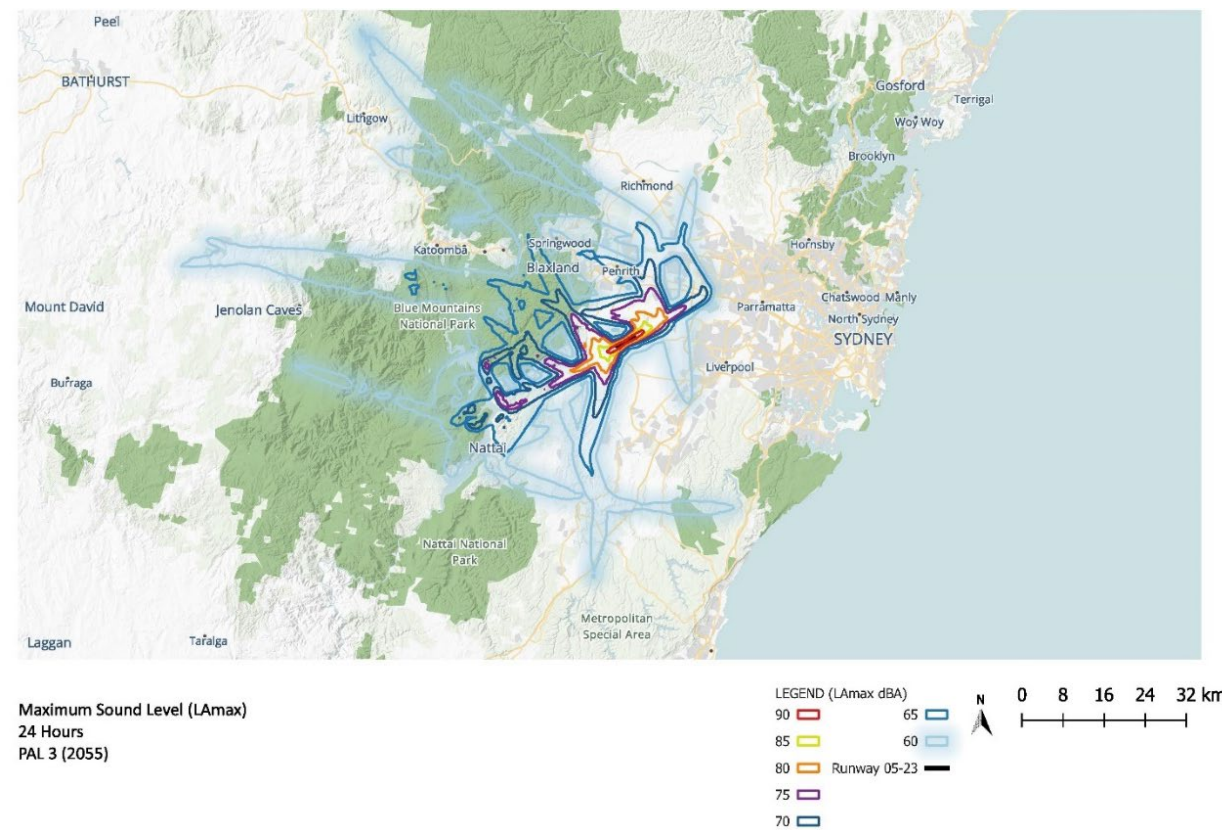 Peel
BATHURST
Lithgow
Gosford
Terrigal
Woy Woy
Brooklyn
Richmond
Hornsby
Katoomba
Springwood
Blaxland
Penrith
Mount David
Jenolan Caves
Blue Mountains
National Park
Parramatta
Chatswood Manly
North Sydney
SYDNEY
Liverpool
Burraga
Nattai
Nattai National
Park
Metropolitan
Special Area
Laggan
Taralga
Maximum Sound Level (LAmax)
24 Hours
PAL 3 (2055)
LEGEND (LAmax dBA)
90 65
85 60
80 Runway 05-23
75
70
N
0 8 16 24 32 km